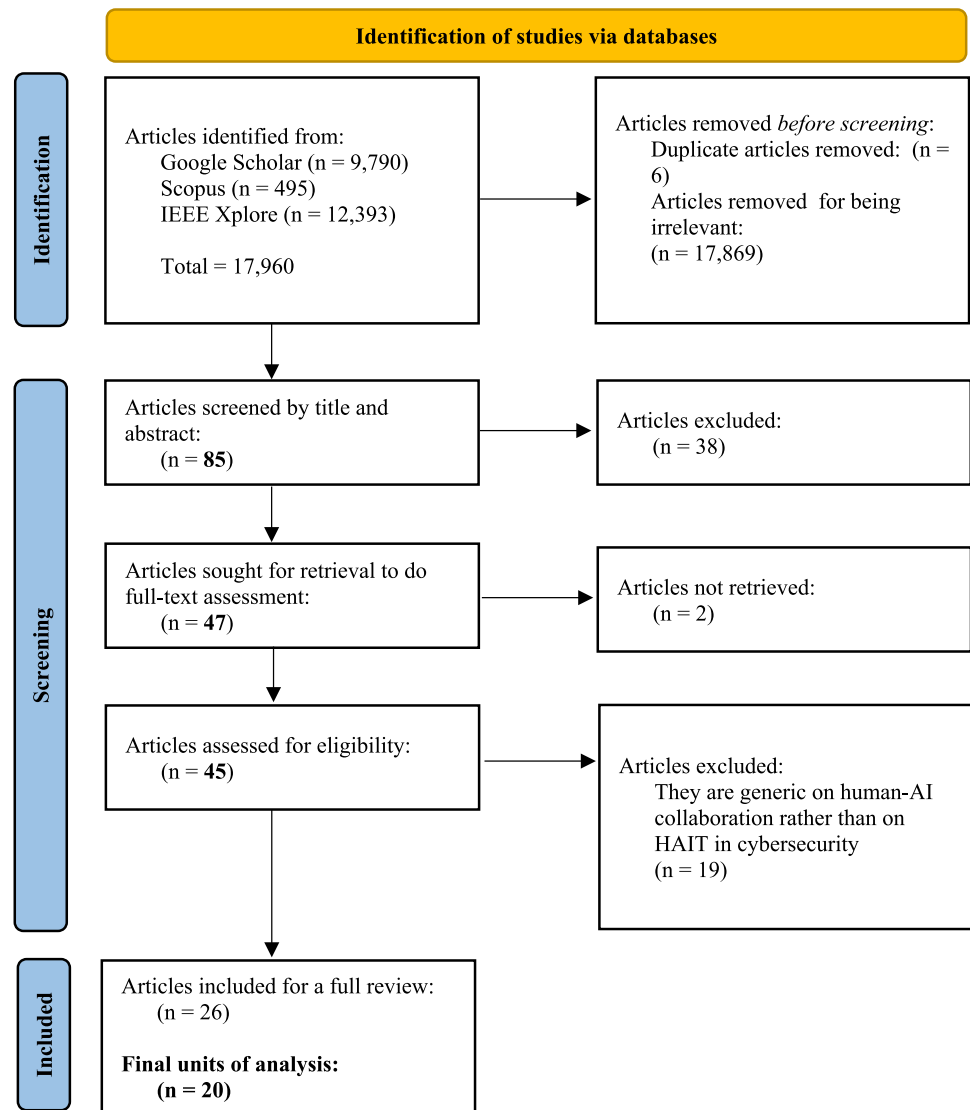 Identification of studies via databases
Identification
Articles identified from:
Google Scholar (n = 9,790)
Scopus (n = 495)
IEEE Xplore (n = 12,393)
Total = 17,960
Articles removed before screening:
Duplicate articles removed: (n =
6)
Articles removed for being
irrelevant:
(n = 17,869)
Screening
Articles screened by title and
abstract:
(n = 85)
Articles excluded:
(n = 38)
Articles sought for retrieval to do
full-text assessment:
(n = 47)
Articles not retrieved:
(n = 2)
Articles assessed for eligibility:
(n = 45)
Articles excluded:
They are generic on human-AI
collaboration rather than on
HAIT in cybersecurity
(n = 19)
Included
Articles included for a full review:
(n = 26)
Final units of analysis:
(n = 20)